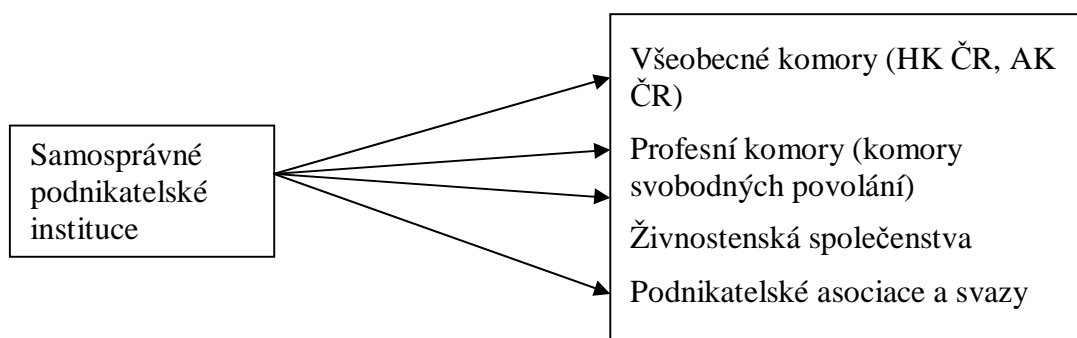 Samosprávné
podnikatelské
instituce
Všeobecné komory (HK ČR, AK
ČR)
Profesní komory (komory
svobodných povolání)
Živnostenská společenstva
Podnikatelské asociace a svazy